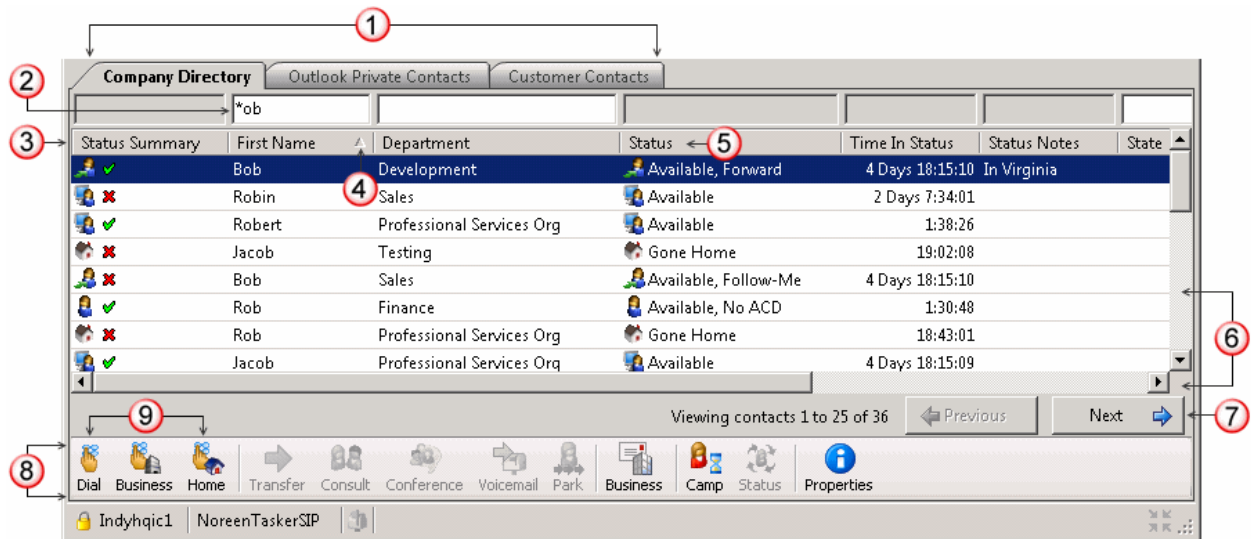 1
Company Directory Outlook Private Contacts Customer Contacts
2
*ob
3
Status Summary First Name Department Status 5 Time In Status Status Notes State
4
Bob Development Available, Forward 4 Days 18:15:10 In Virginia
Robin Sales Available 2 Days 7:34:01
Robert Professional Services Org Available 1:38:26
Jacob Testing Gone Home 19:02:08
Bob Sales Available, Follow-Me 4 Days 18:15:10
Rob Finance Available, No ACD 1:30:48
Rob Professional Services Org Gone Home 18:43:01
6
Jacob Professional Services Org Available 4 Days 18:15:09
9 Viewing contacts 1 to 25 of 36 Previous Next 7
8
Dial Business Home Transfer Consult Conference Voicemail Park Business Camp Status Properties
Indyhqic1 NoreenTaskerSIP